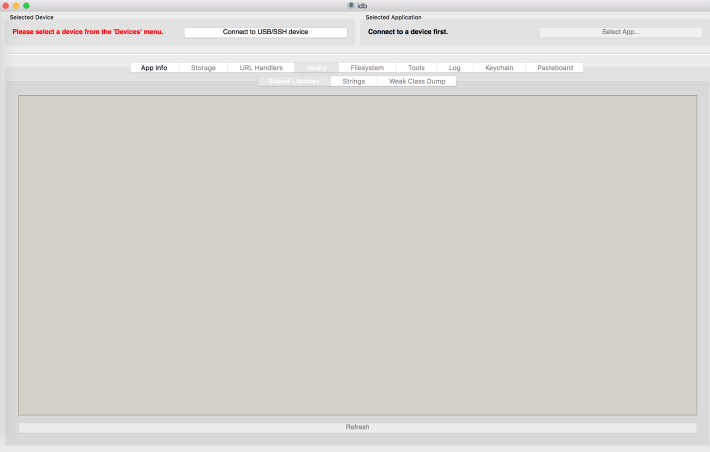 idb
Selected Device
Selected Application
Please select a device from the 'Devices' menu.
Connect to USB/SSH device
Connect to a device first.
Select App...
App Info
Storage
URL Handlers
Binary
Filesystem
Tools
Log
Keychain
Pasteboard
Shared Libraries
Strings
Weak Class Dump
Refresh